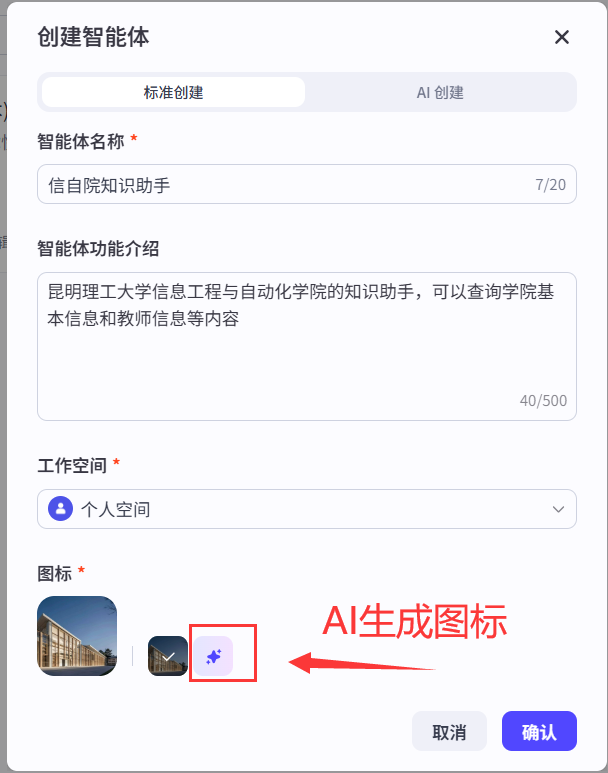 创建智能体
标准创建
AI 创建
智能体名称 *
信自院知识助手
7/20
智能体功能介绍
昆明理工大学信息工程与自动化学院的知识助手，可以查询学院基
本信息和教师信息等内容
40/500
工作空间 *
个人空间
图标 *
AI生成图标
取消
确认